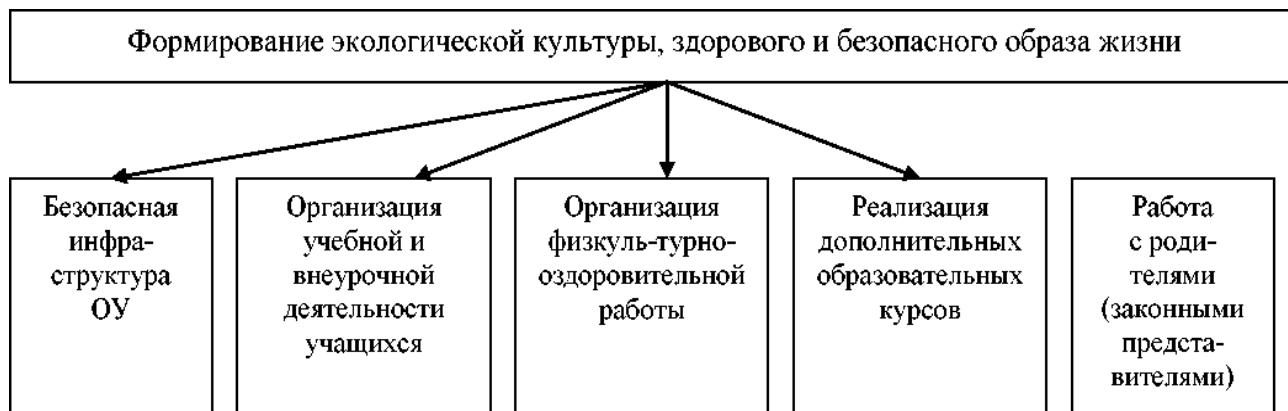 Формирование экологической культуры, здорового и безопасного образа жизни
Безопасная
инфра-
структура
ОУ
Организация
учебной и
внеурочной
деятельности
учащихся
Организация
физкуль-турно-
оздоровительной
работы
Реализация
дополнительных
образовательных
курсов
Работа
с роди-
телями
(законными
предста-
вителями)